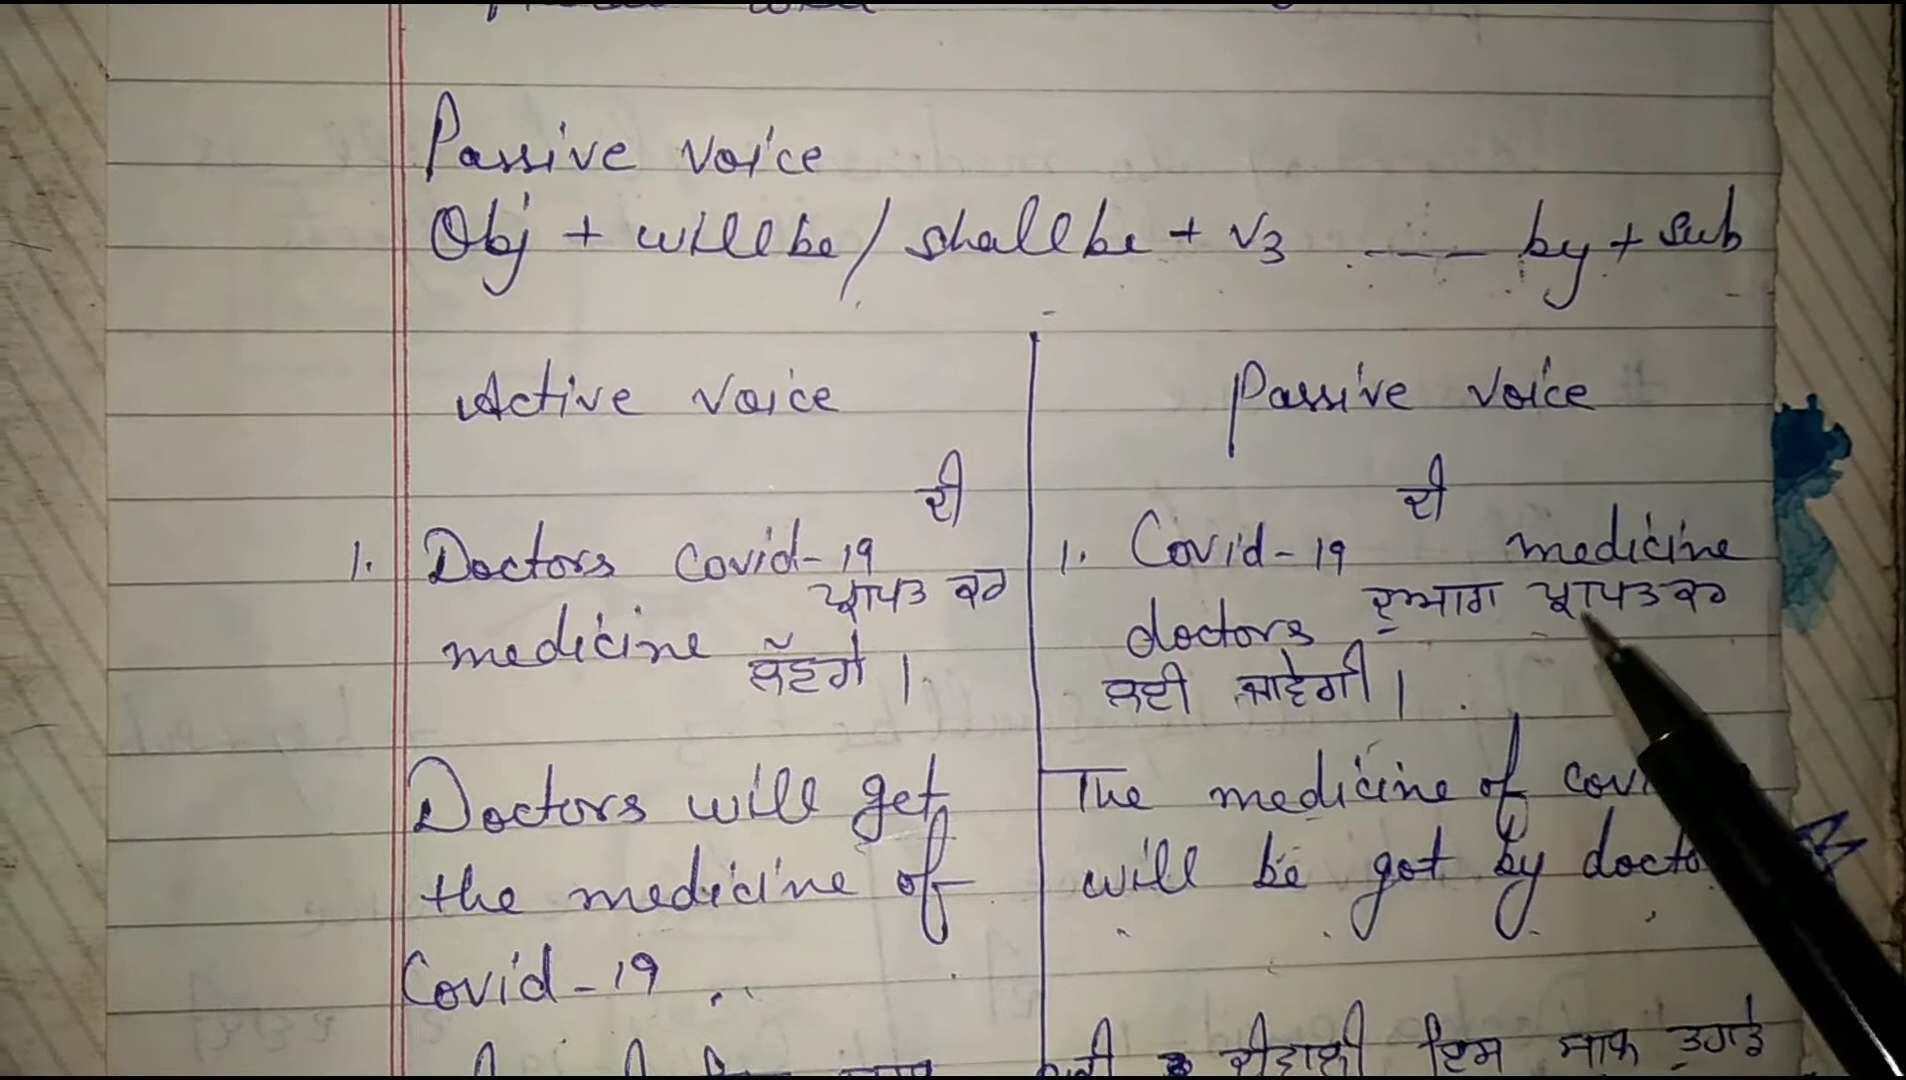 Passive voice
Obj + will be / shall be + V3 ---- by + sub
Active voice
Passive voice
1. Doctors covid-19 ਦੀ
medicine ਪ੍ਰਾਪਤ ਕਰ
ਲੈਣਗੇ।
Doctors will get
the medicine of
Covid-19.
1. Covid-19 ਦੀ medicine
doctors ਦੁਆਰਾ ਪ੍ਰਾਪਤ ਕਰ
ਲਈ ਜਾਵੇਗੀ।
The medicine of
will be got by